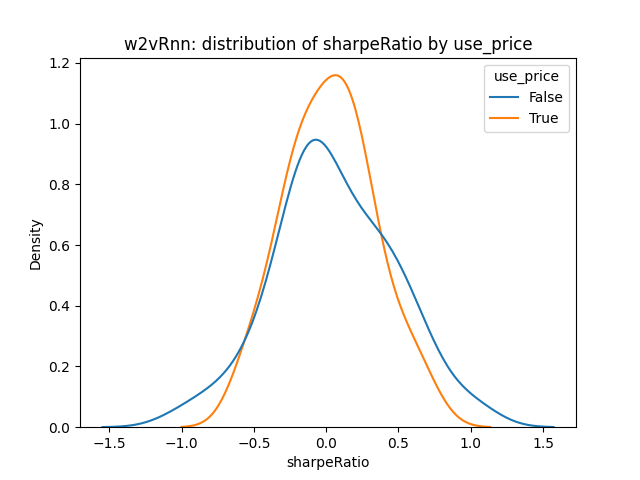 w2vRnn: distribution of sharpeRatio by use_price
use_price
False
True
1.2
1.0
0.8
0.6
0.4
0.2
0.0
Density
−1.5 −1.0 −0.5 0.0 0.5 1.0 1.5
sharpeRatio